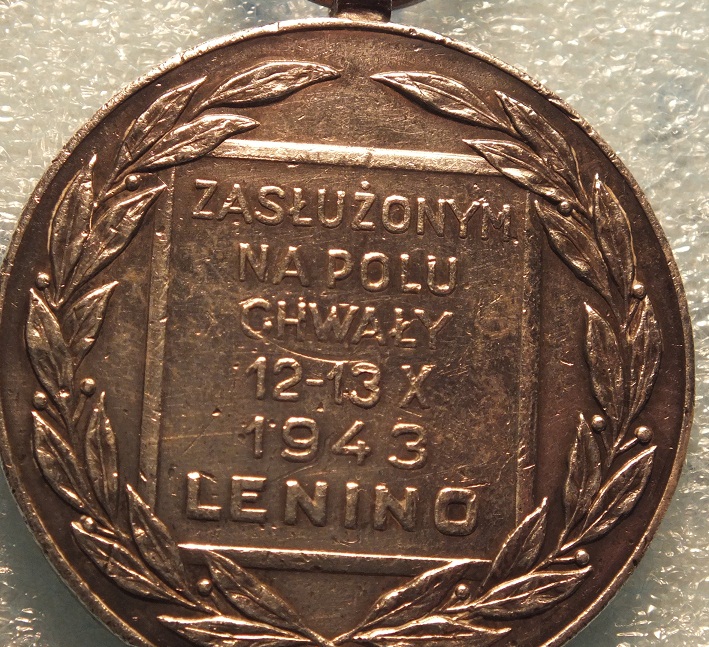 ZASŁUŻONYM
NA POLU
CHWAŁY
12-13 X
1943
LENINO